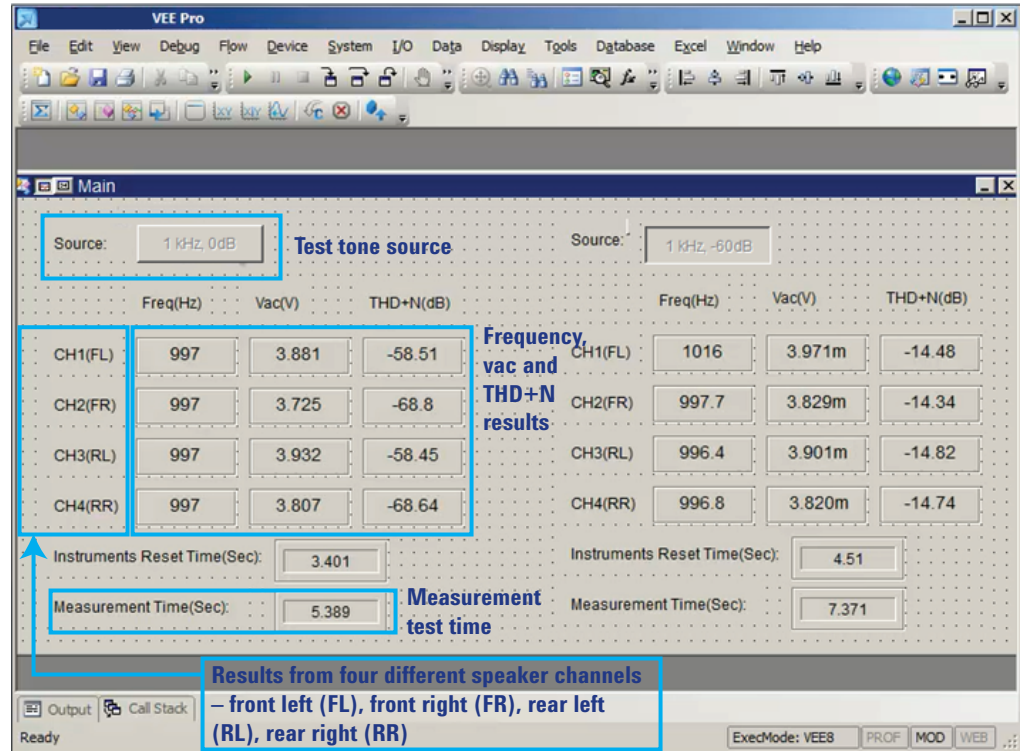 VEE Pro
File Edit View Debug Flow Device System I/O Data Display Tools Database Excel Window Help
Main
Source: 1 kHz, 0dB
Test tone source
Freq(Hz) Vac(V) THD+N(dB)
CH1(FL) 997 3.881 -58.51
CH2(FR) 997 3.725 -68.8
CH3(RL) 997 3.932 -58.45
CH4(RR) 997 3.807 -68.64
Frequency,
vac and
THD+N
results
Instruments Reset Time(Sec): 3.401
Measurement Time(Sec): 5.389
Measurement
test time
Source: 1 kHz, -60dB
Freq(Hz) Vac(V) THD+N(dB)
CH1(FL) 1016 3.971m -14.48
CH2(FR) 997.7 3.829m -14.34
CH3(RL) 996.4 3.901m -14.82
CH4(RR) 996.8 3.820m -14.74
Instruments Reset Time(Sec): 4.51
Measurement Time(Sec): 7.371
Results from four different speaker channels
– front left (FL), front right (FR), rear left
(RL), rear right (RR)
Output Call Stack
Ready ExecMode: VEE8 PROF MOD WEB